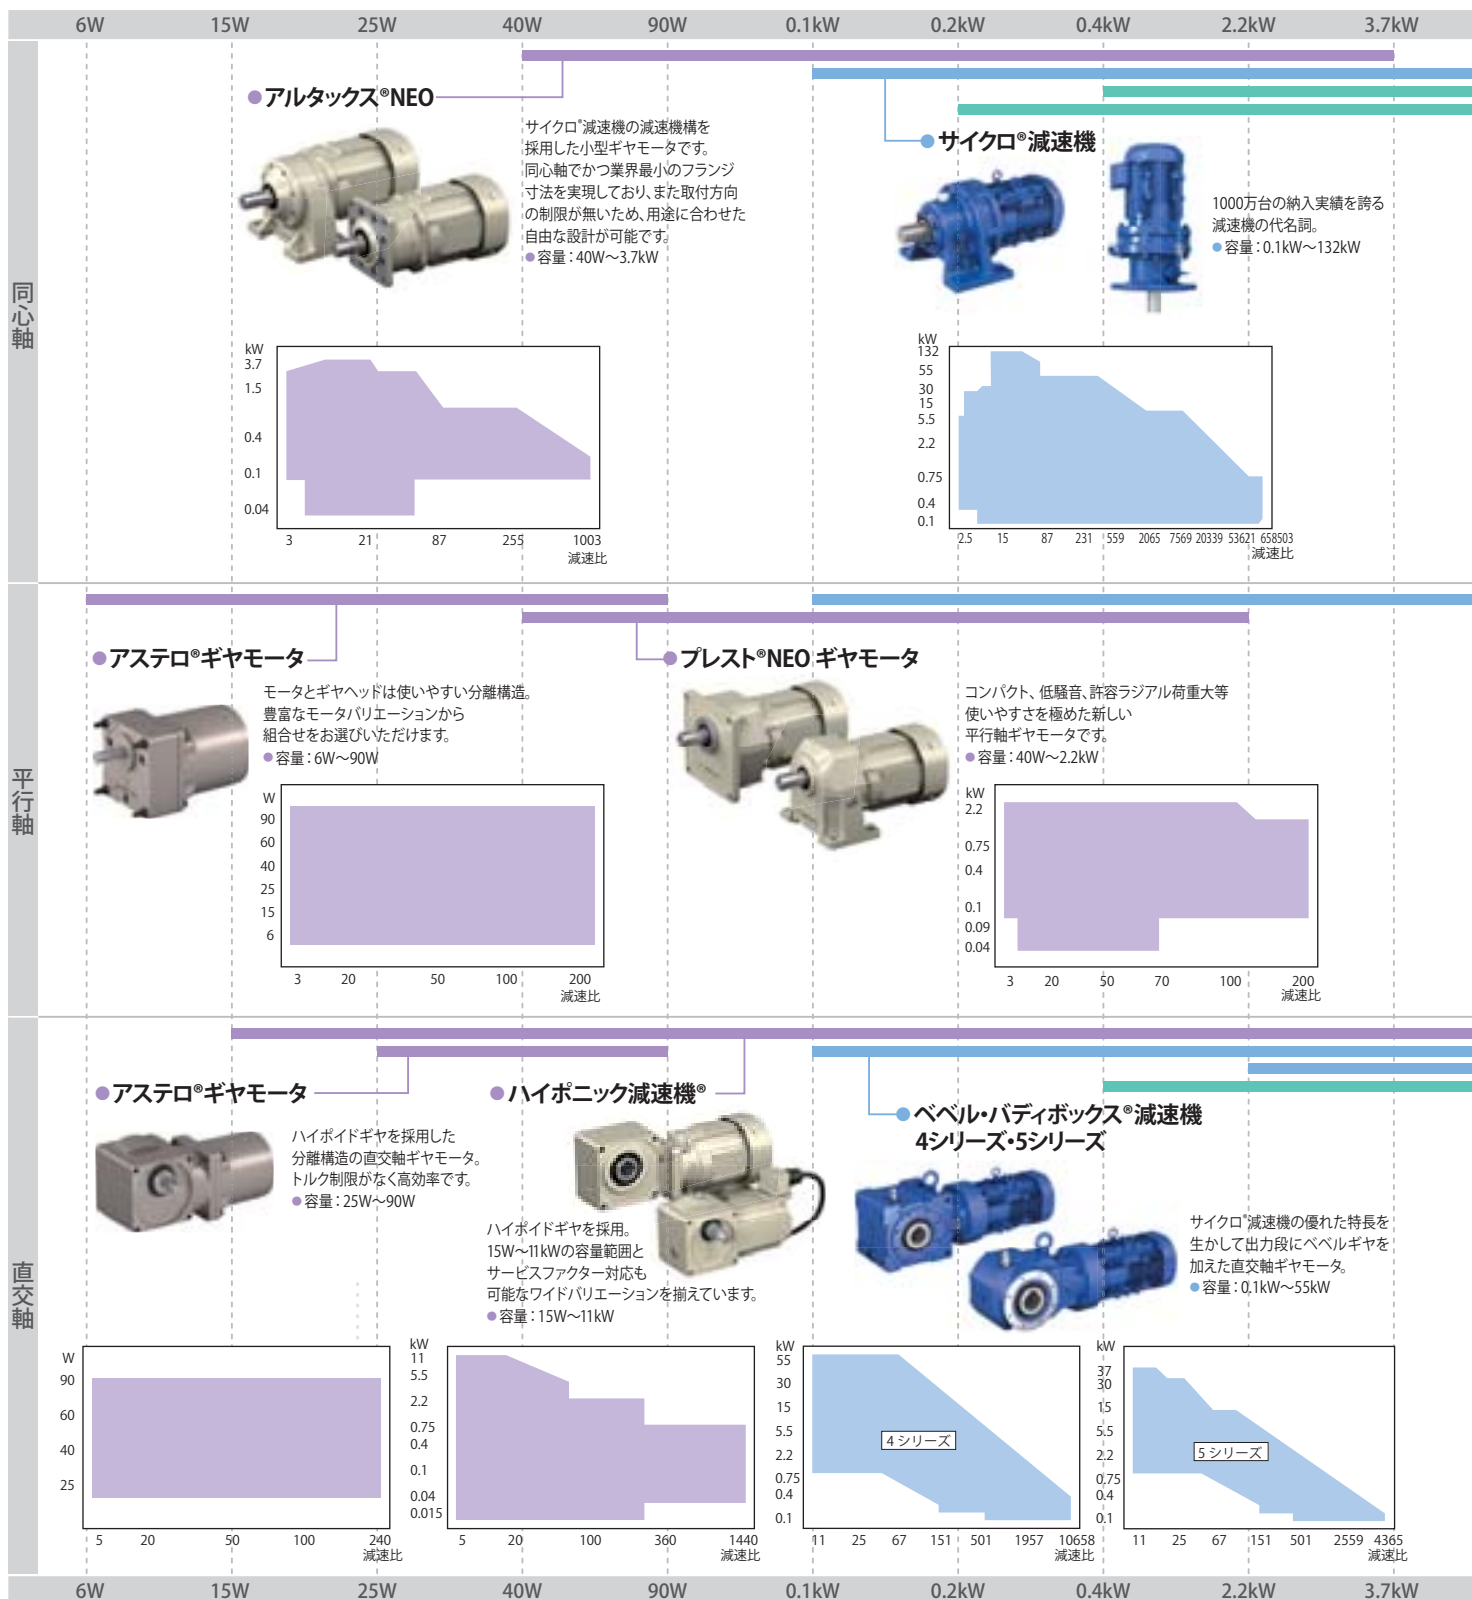 6W 15W 25W 40W 90W 0.1kW 0.2kW 0.4kW 2.2kW 3.7kW
同心軸
●アルタックス®NEO
サイクロ®減速機の減速機構を
採用した小型ギヤモータです。
同心軸でかつ業界最小のフランジ
寸法を実現しており、また取付方向
の制限が無いため、用途に合わせた
自由な設計が可能です。
●容量：40W～3.7kW
kW
3.7
1.5
0.4
0.1
0.04
3 21 87 255 1003
減速比
●サイクロ®減速機
1000万台の納入実績を誇る
減速機の代名詞。
●容量：0.1kW～132kW
kW
132
55
30
15
5.5
2.2
0.75
0.4
0.1
2.5 15 87 231 559 2065 7569 20339 53621 658503
減速比
平行軸
●アステロ®ギヤモータ
モータとギヤヘッドは使いやすい分離構造。
豊富なモータバリエーションから
組合せをお選びいただけます。
●容量：6W～90W
W
90
60
40
25
15
6
3 20 50 100 200
減速比
●プレスト®NEO ギヤモータ
コンパクト、低騒音、許容ラジアル荷重大等
使いやすさを極めた新しい
平行軸ギヤモータです。
●容量：40W～2.2kW
kW
2.2
0.75
0.4
0.1
0.09
0.04
3 20 50 70 100 200
減速比
直交軸
●アステロ®ギヤモータ
ハイポイドギヤを採用した
分離構造の直交軸ギヤモータ。
トルク制限がなく高効率です。
●容量：25W～90W
W
90
60
40
25
5 20 50 100 240
減速比
●ハイポニック減速機®
ハイポイドギヤを採用。
15W～11kWの容量範囲と
サービスファクター対応も
可能なワイドバリエーションを揃えています。
●容量：15W～11kW
kW
11
5.5
2.2
0.75
0.4
0.1
0.04
0.015
5 20 100 360 1440
減速比
●ベベル・バディボックス®減速機
4シリーズ・5シリーズ
サイクロ®減速機の優れた特長を
生かして出力段にベベルギヤを
加えた直交軸ギヤモータ。
●容量：0.1kW～55kW
kW
55
30
15
5.5
2.2
0.75
0.4
0.1
4 シリーズ
11 25 67 151 501 1957 10658
減速比
kW
37
30
15
5.5
2.2
0.75
0.4
0.1
5 シリーズ
11 25 67 151 501 2559 4365
減速比
6W 15W 25W 40W 90W 0.1kW 0.2kW 0.4kW 2.2kW 3.7kW